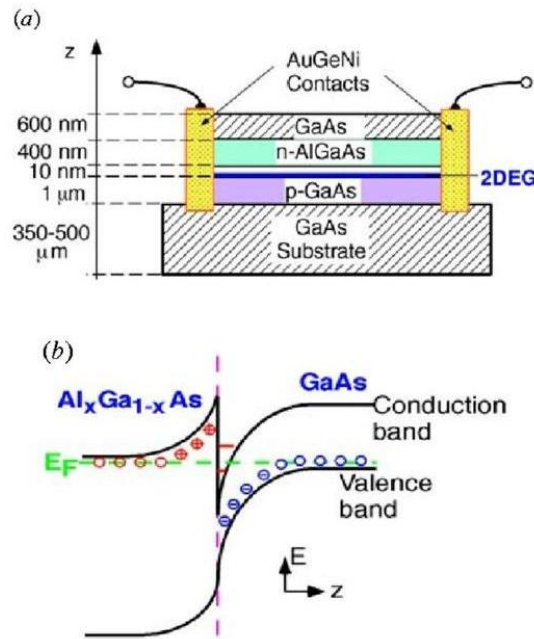 (a)
z
AuGeNi
Contacts
600 nm
GaAs
400 nm
n-AlGaAs
10 nm
2DEG
1 μm
p-GaAs
350-500
μm
GaAs
Substrate
(b)
AlxGa1-xAs
GaAs
Conduction
band
EF
Valence
band
E
z